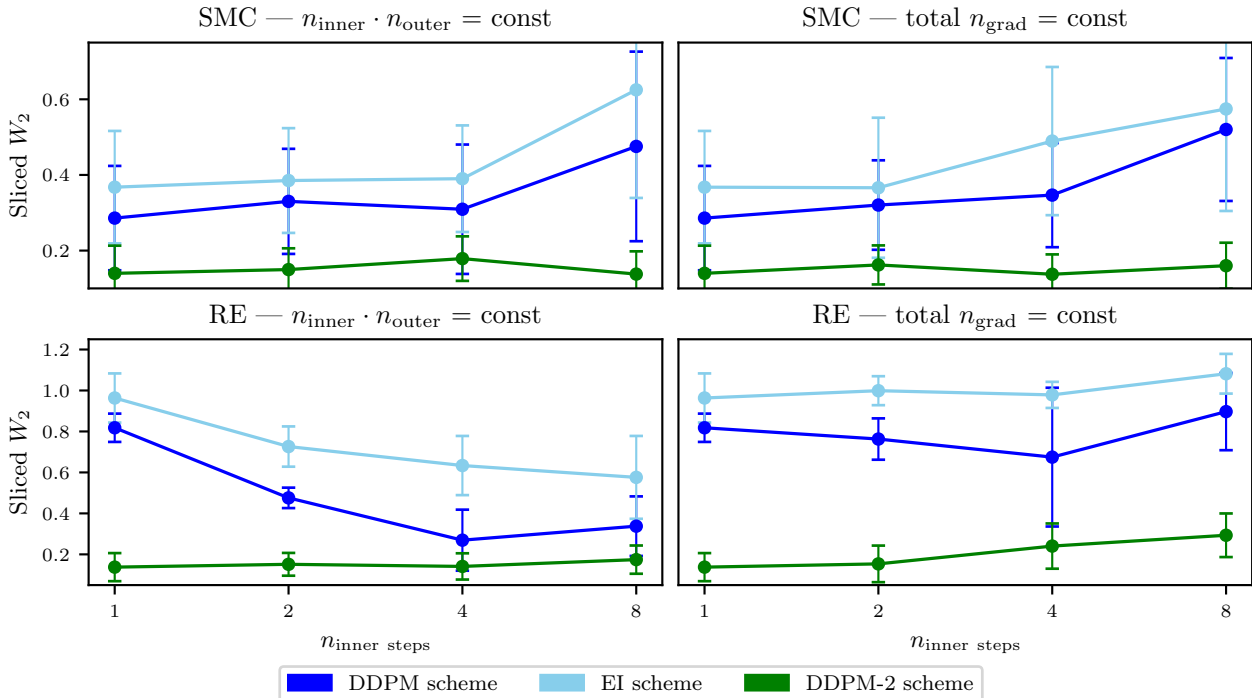 SMC — n_inner · n_outer = const
SMC — total n_grad = const
Sliced W_2
0.6
0.4
0.2
RE — n_inner · n_outer = const
RE — total n_grad = const
Sliced W_2
1.2
1.0
0.8
0.6
0.4
0.2
1 2 4 8
1 2 4 8
n_inner steps
n_inner steps
DDPM scheme EI scheme DDPM-2 scheme